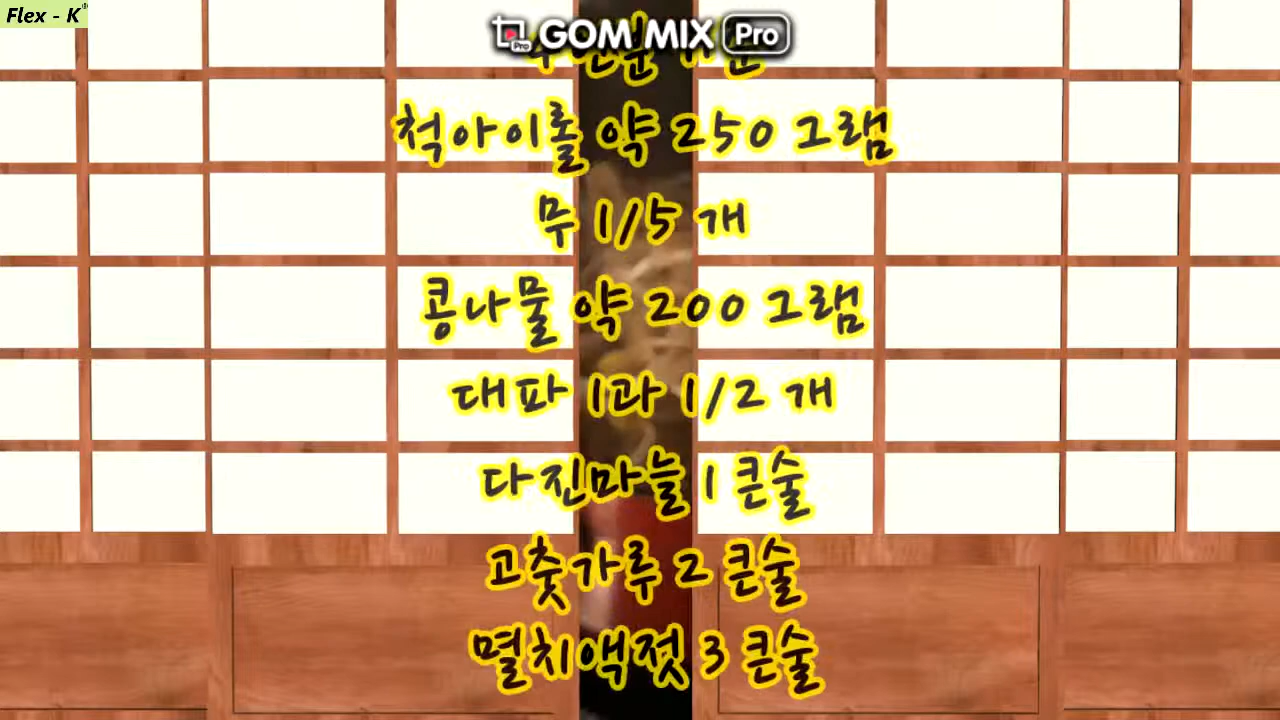 Flex - K®
GOM MIX Pro
척아이롤 약 250 그램
무 1/5 개
콩나물 약 200 그램
대파 1과 1/2 개
다진마늘 1 큰술
고춧가루 2 큰술
멸치액젓 3 큰술